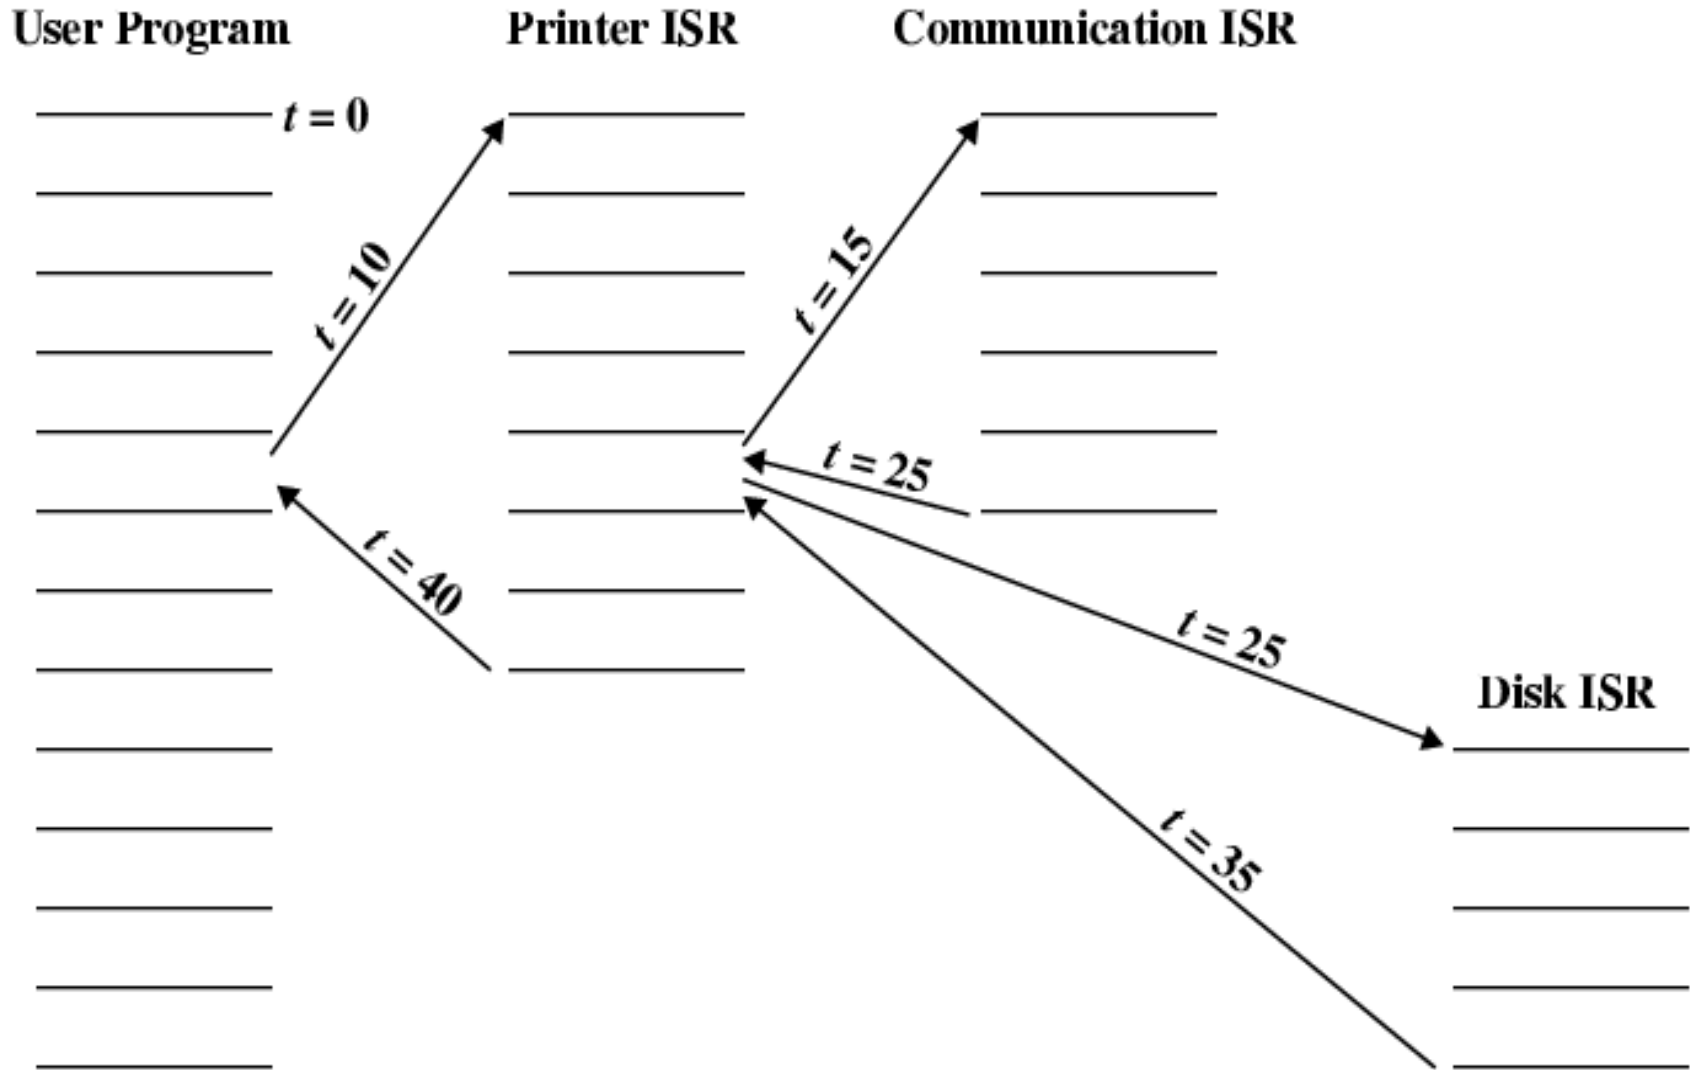 User Program
Printer ISR
Communication ISR
t = 0
t = 10
t = 15
t = 25
t = 40
t = 25
Disk ISR
t = 35